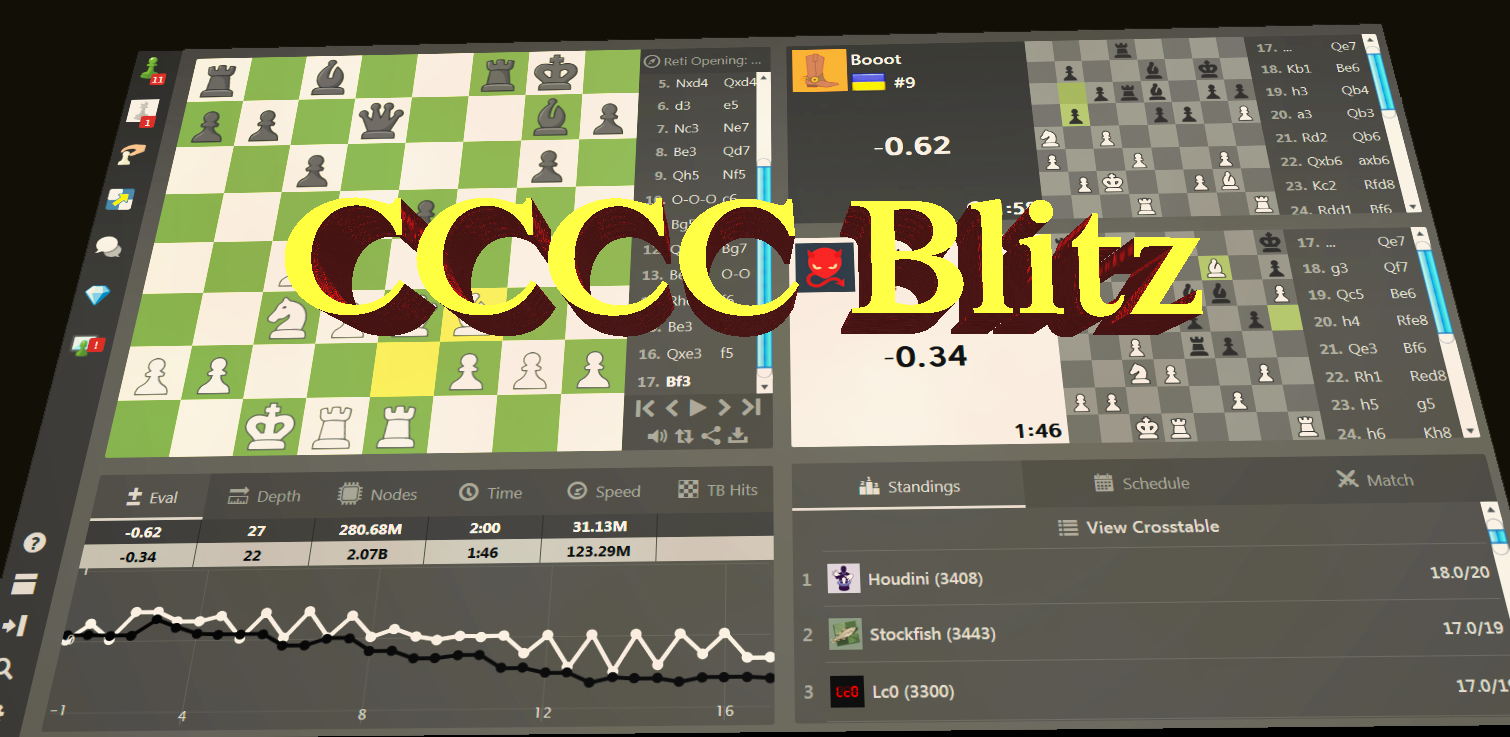 CCCC Blitz
11
1
!
?
Reti Opening: ...
5. Nxd4 Qxd4
6. d3 e5
7. Nc3 Ne7
8. Be3 Qd7
9. Qh5 Nf5
O-O-O c6
Bg7
13. O-O
Be3
16. Qxe3 f5
17. Bf3
Booot
#9
-0.62
17. ... Qe7
18. Kb1 Be6
19. h3 Qb4
20. a3 Qb3
21. Rd2 Qb6
22. Qxb6 axb6
23. Kc2 Rfd8
24. Rdd1 Bf6
-0.34
1:46
17. ... Qe7
18. g3 Qf7
19. Qc5 Be6
20. h4 Rfe8
21. Qe3 Bf6
22. Rh1 Red8
23. h5 g5
24. h6 Kh8
Eval Depth Nodes Time Speed TB Hits
-0.62 27 280.68M 2:00 31.13M
-0.34 22 2.07B 1:46 123.29M
-1 4 8 12 16
Standings Schedule Match
View Crosstable
1 Houdini (3408) 18.0/20
2 Stockfish (3443) 17.0/19
3 Lc0 Lc0 (3300)